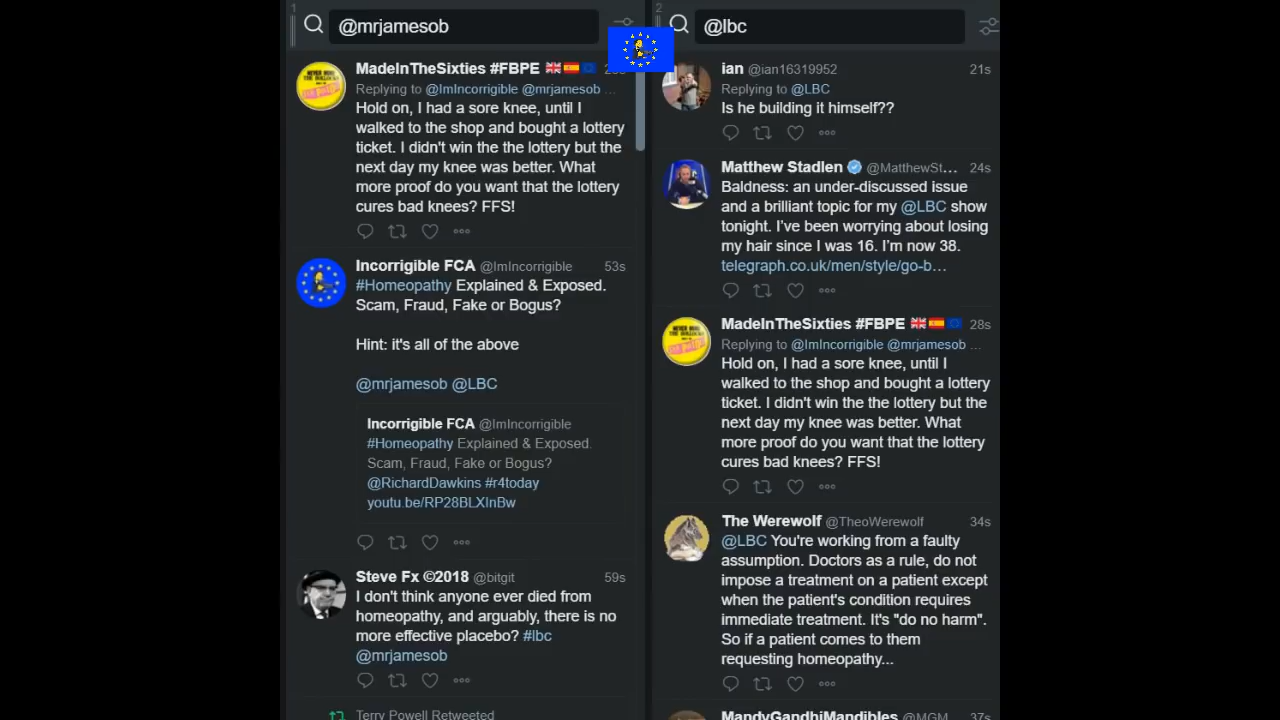 1
@mrjamesob
MadeInTheSixties #FBPE
Replying to @ImIncorrigible @mrjamesob ...
Hold on, I had a sore knee, until I
walked to the shop and bought a lottery
ticket. I didn't win the the lottery but the
next day my knee was better. What
more proof do you want that the lottery
cures bad knees? FFS!
Incorrigible FCA @ImIncorrigible 53s
#Homeopathy Explained & Exposed.
Scam, Fraud, Fake or Bogus?
Hint: it's all of the above
@mrjamesob @LBC
Incorrigible FCA @ImIncorrigible
#Homeopathy Explained & Exposed.
Scam, Fraud, Fake or Bogus?
@RichardDawkins #r4today
youtu.be/RP28BLXInBw
Steve Fx ©2018 @bitgit 59s
I don't think anyone ever died from
homeopathy, and arguably, there is no
more effective placebo? #lbc
@mrjamesob
Terry Powell Retweeted
2
@lbc
ian @ian16319952 21s
Replying to @LBC
Is he building it himself??
Matthew Stadlen @MatthewSt... 24s
Baldness: an under-discussed issue
and a brilliant topic for my @LBC show
tonight. I've been worrying about losing
my hair since I was 16. I'm now 38.
telegraph.co.uk/men/style/go-b...
MadeInTheSixties #FBPE 28s
Replying to @ImIncorrigible @mrjamesob ...
Hold on, I had a sore knee, until I
walked to the shop and bought a lottery
ticket. I didn't win the the lottery but the
next day my knee was better. What
more proof do you want that the lottery
cures bad knees? FFS!
The Werewolf @TheoWerewolf 34s
@LBC You're working from a faulty
assumption. Doctors as a rule, do not
impose a treatment on a patient except
when the patient's condition requires
immediate treatment. It's "do no harm".
So if a patient comes to them
requesting homeopathy...
MandyGandhiMandibles @MGM... 37s